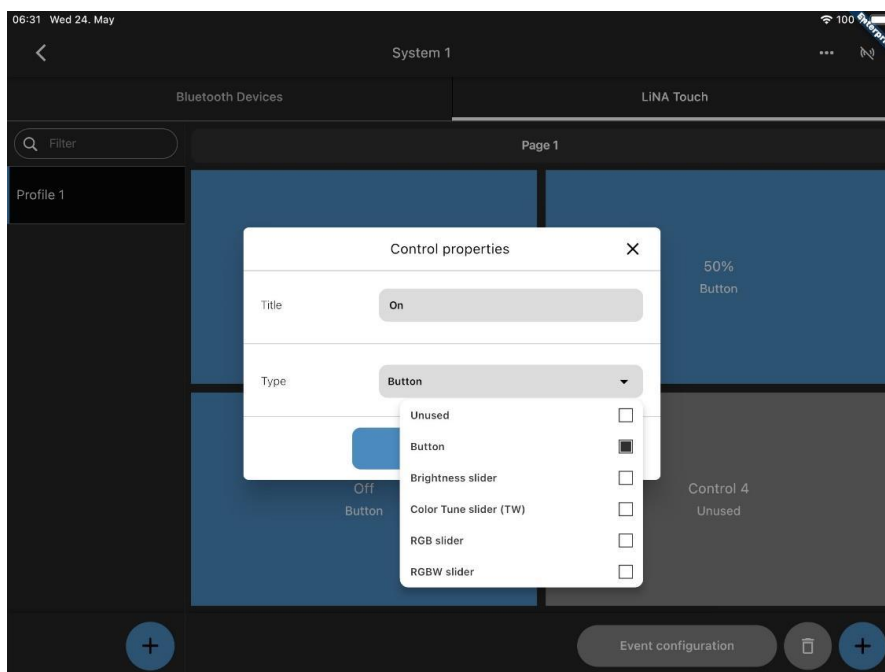 06:31 Wed 24. May
100
Enterpri
System 1
Bluetooth Devices
LiNA Touch
Filter
Page 1
Profile 1
Control properties
50%
Button
Title
On
Type
Button
Unused
Button
Brightness slider
Off
Button
Color Tune slider (TW)
Control 4
Unused
RGB slider
RGBW slider
Event configuration